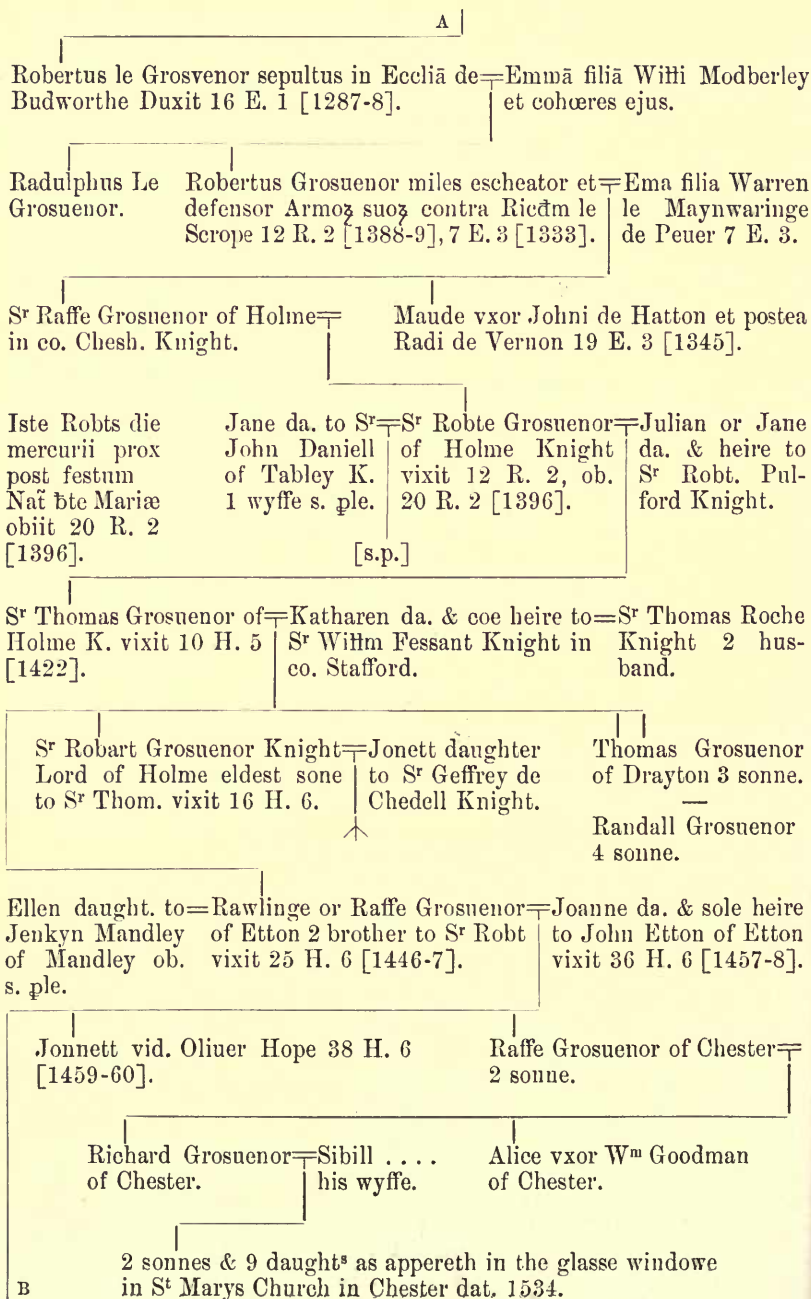 A
Robertus le Grosvenor sepultus in Eccliā de
Budworthe Duxit 16 E. 1 [1287-8].
Emmā filiā Witti Modberley
et cohœres ejus.
Radulphus Le
Grosuenor.
Robertus Grosuenor miles escheator et
defensor Armoꝝ suoꝝ contra Ricd̄m le
Scrope 12 R. 2 [1388-9], 7 E. 3 [1333].
Ema filia Warren
le Maynwaringe
de Peuer 7 E. 3.
Sʳ Raffe Grosuenor of Holme
in co. Chesh. Knight.
Maude vxor Johni de Hatton et postea
Radi de Vernon 19 E. 3 [1345].
Iste Robts die
mercurii prox
post festum
Nat̄ ƀte Mariæ
obiit 20 R. 2
[1396].
Jane da. to Sʳ
John Daniell
of Tabley K.
1 wyffe s. ꝑle.
[s.p.]
Sʳ Robte Grosuenor
of Holme Knight
vixit 12 R. 2, ob.
20 R. 2 [1396].
Julian or Jane
da. & heire to
Sʳ Robt. Pul-
ford Knight.
Sʳ Thomas Grosuenor of
Holme K. vixit 10 H. 5
[1422].
Katharen da. & coe heire to
Sʳ Wittm Fessant Knight in
co. Stafford.
Sʳ Thomas Roche
Knight 2 hus-
band.
Sʳ Robart Grosuenor Knight
Lord of Holme eldest sone
to Sʳ Thom. vixit 16 H. 6.
Jonett daughter
to Sʳ Geffrey de
Chedell Knight.
Thomas Grosuenor
of Drayton 3 sonne.
—
Randall Grosuenor
4 sonne.
Ellen daught. to
Jenkyn Mandley
of Mandley ob.
s. ꝑle.
Rawlinge or Raffe Grosuenor
of Etton 2 brother to Sʳ Robt
vixit 25 H. 6 [1446-7].
Joanne da. & sole heire
to John Etton of Etton
vixit 36 H. 6 [1457-8].
Jonnett vid. Oliuer Hope 38 H. 6
[1459-60].
Raffe Grosuenor of Chester
2 sonne.
Richard Grosuenor
of Chester.
Sibill ....
his wyffe.
Alice vxor Wᵐ Goodman
of Chester.
2 sonnes & 9 daughtˢ as appereth in the glasse windowe
in Sᵗ Marys Church in Chester dat. 1534.
B